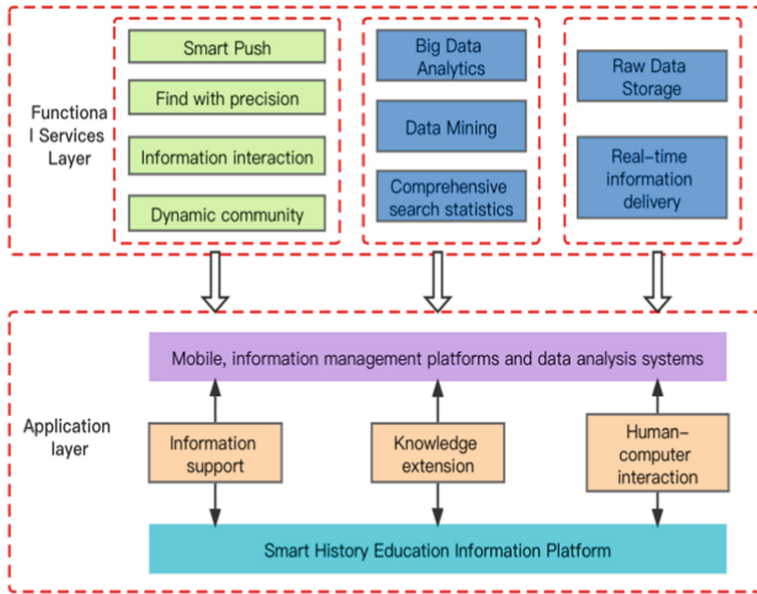 Functiona
l Services
Layer
Smart Push
Find with precision
Information interaction
Dynamic community
Big Data
Analytics
Data Mining
Comprehensive
search statistics
Raw Data
Storage
Real-time
information
delivery
Application
layer
Mobile, information management platforms and data analysis systems
Information
support
Knowledge
extension
Human-
computer
interaction
Smart History Education Information Platform